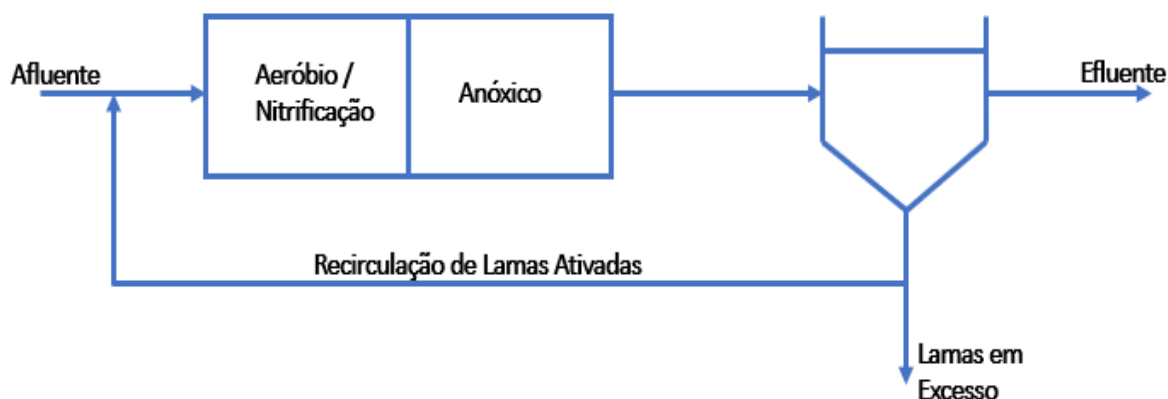 Afluente
Aeróbio /
Nitrificação
Anóxico
Efluente
Recirculação de Lamas Ativadas
Lamas em
Excesso